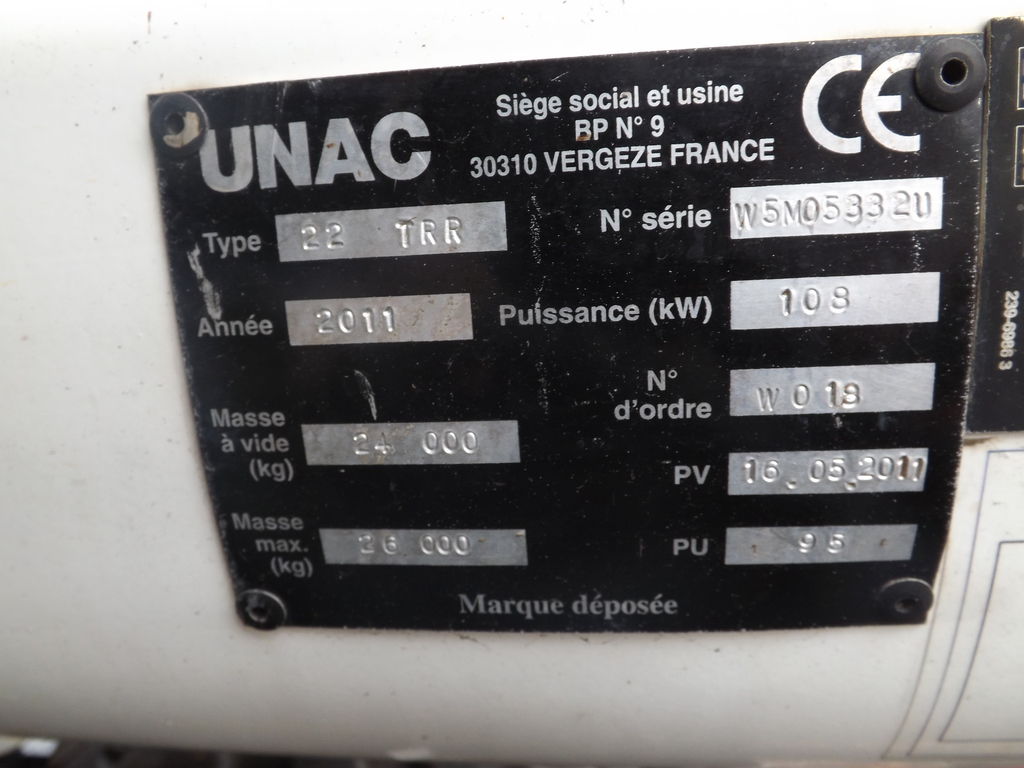 UNAC
Siège social et usine
BP N° 9
30310 VERGEZE FRANCE
CE
Type 22 TRR
N° série W5M05332U
Année 2011
Puissance (kW) 108
N° d'ordre W018
Masse à vide (kg) 24 000
PV 16.05.2011
Masse max. (kg) 26 000
PU 95
Marque déposée